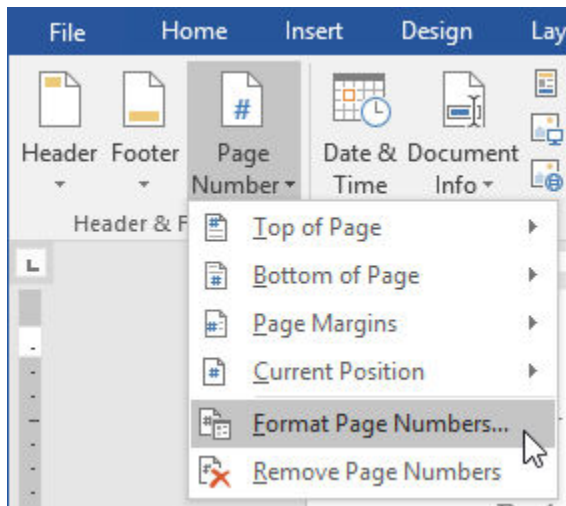 File Home Insert Design Lay
Header Footer Page Number Date & Time Document Info
Header & F
Top of Page
Bottom of Page
Page Margins
Current Position
Format Page Numbers...
Remove Page Numbers